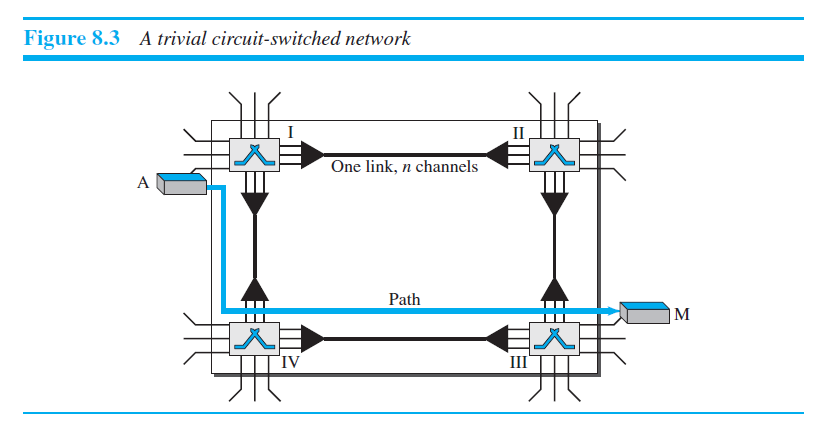 Figure 8.3 A trivial circuit-switched network
I
II
One link, n channels
A
Path
M
IV
III